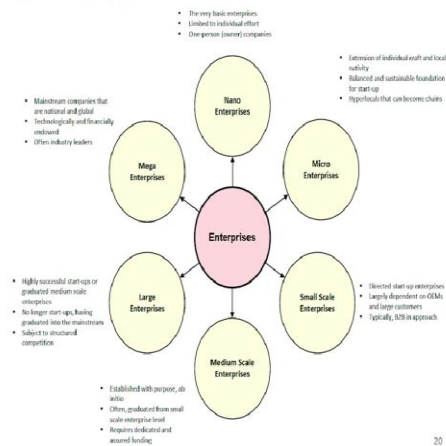 • The very basic enterprises
• Limited to individual effort
• One-person (owner) companies
Nano
Enterprises
• Extension of individual craft and local
nativity
• Balanced and sustainable foundation
for start-up
• Hyperlocals that can become chains
Micro
Enterprises
• Mainstream companies that
are national and global
• Technologically and financially
endowed
• Often industry leaders
Mega
Enterprises
Enterprises
• Highly successful start-ups or
graduated medium scale
enterprises
• No longer start-ups, having
graduated into the mainstream
• Subject to structured
competition
Large
Enterprises
Small Scale
Enterprises
• Directed start-up enterprises
• Largely dependent on OEMs
and large customers
• Typically, B2B in approach
Medium Scale
Enterprises
• Established with purpose, ab
initio
• Often, graduated from small
scale enterprise level
• Requires dedicated and
assured funding
20